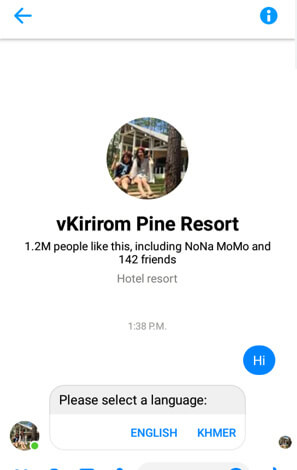 vKirirom Pine Resort
1.2M people like this, including NoNa MoMo and
142 friends
Hotel resort
1:38 P.M.
Hi
Please select a language:
ENGLISH KHMER